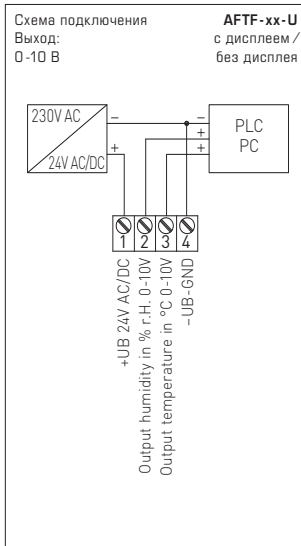 Схема подключения AFTF-xx-U
Выход: с дисплеем /
0-10 В без дисплея
230V AC
24V AC/DC
–
+
–
+
+
PLC
PC
1 2 3 4
+UB 24V AC/DC
Output humidity in % r.H. 0-10V
Output temperature in °C 0-10V
–UB-GND